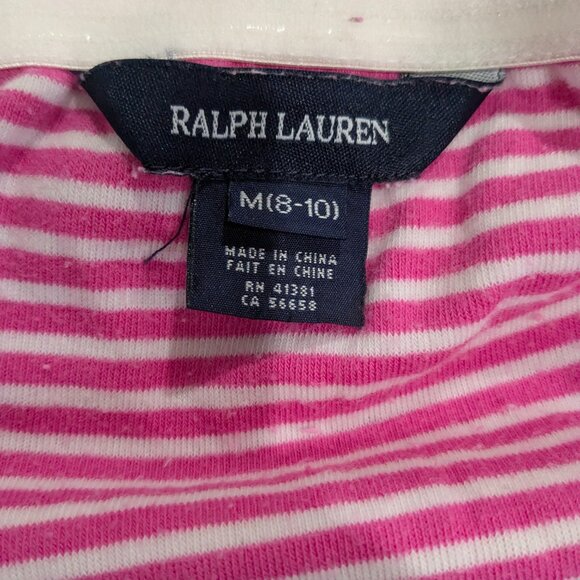 RALPH LAUREN
M(8-10)
MADE IN CHINA
FAIT EN CHINE
RN 41381
CA 56658